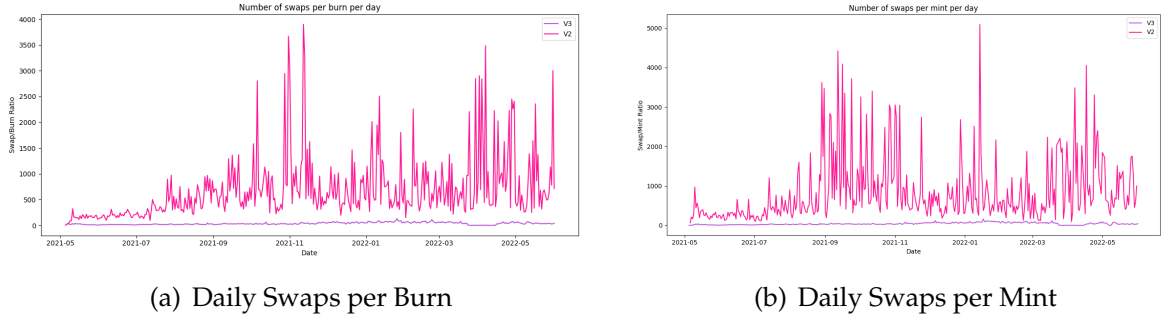 Number of swaps per burn per day
V3
V2
4000
3500
3000
2500
2000
1500
1000
500
0
Swap/Burn Ratio
2021-05
2021-07
2021-09
2021-11
2022-01
2022-03
2022-05
Date
(a) Daily Swaps per Burn
Number of swaps per mint per day
V3
V2
5000
4000
3000
2000
1000
0
Swap/Mint Ratio
2021-05
2021-07
2021-09
2021-11
2022-01
2022-03
2022-05
Date
(b) Daily Swaps per Mint